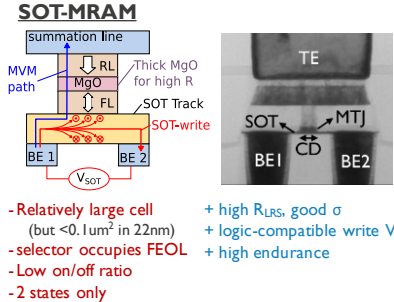 SOT-MRAM
summation line
MVM
path
RL
MgO
FL
Thick MgO
for high R
SOT Track
SOT-write
BE 1
BE 2
VSOT
TE
SOT
MTJ
BE1
CD
BE2
-Relatively large cell
(but <0.1um² in 22nm)
-selector occupies FEOL
-Low on/off ratio
-2 states only
+ high RLRS, good σ
+ logic-compatible write V
+ high endurance